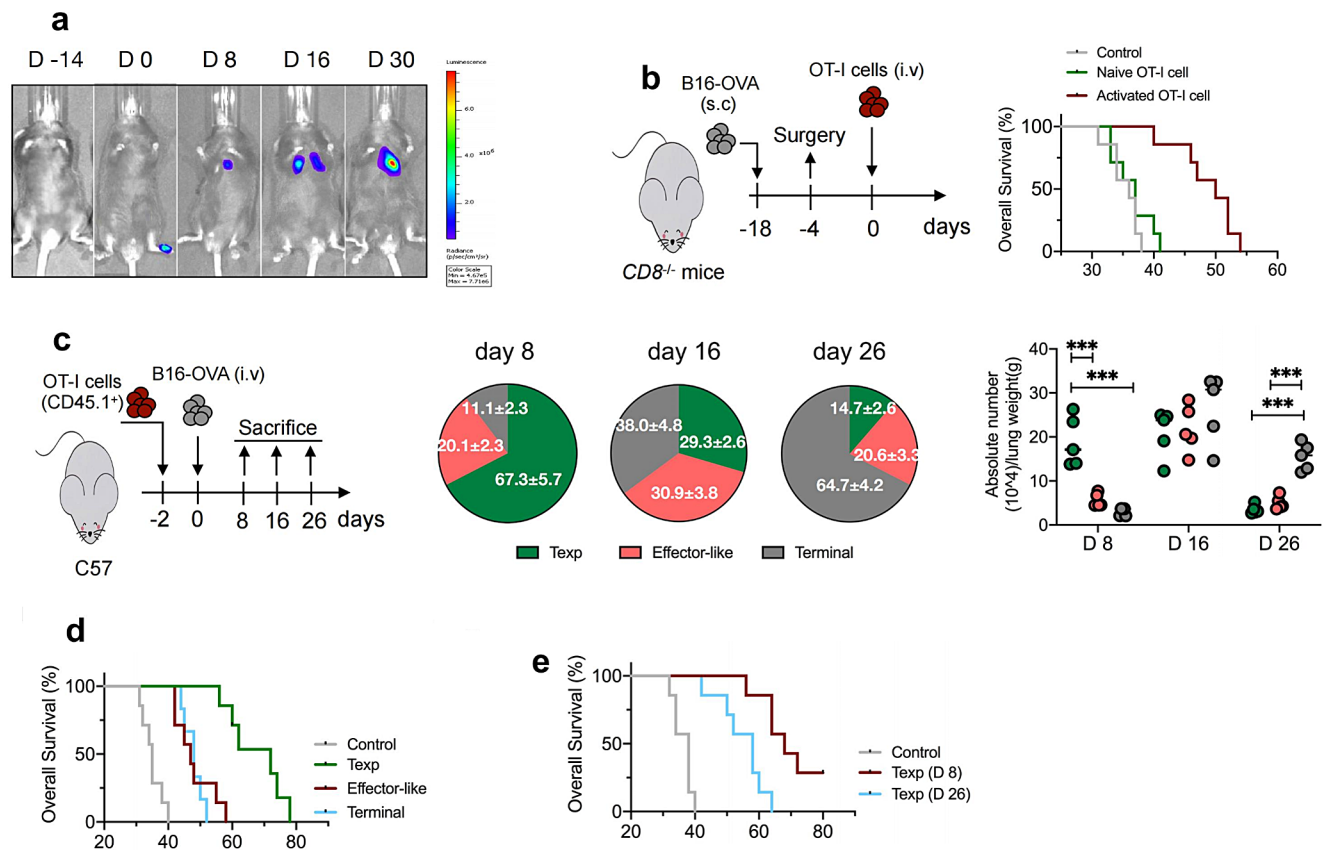 a
D -14
D 0
D 8
D 16
D 30
Luminescence
6.0
4.0
x10⁶
2.0
Radiance
(p/sec/cm²/sr)
Color Scale
Min = 4.67e5
Max = 7.71e6
b
B16-OVA
(s.c)
OT-I cells (i.v)
Surgery
-18
-4
0
days
CD8-/- mice
Control
Naive OT-I cell
Activated OT-I cell
Overall Survival (%)
100
50
0
30
40
50
60
c
OT-I cells
(CD45.1⁺)
B16-OVA (i.v)
Sacrifice
-2
0
8
16
26
days
C57
day 8
day 16
day 26
11.1±2.3
20.1±2.3
67.3±5.7
38.0±4.8
29.3±2.6
30.9±3.8
14.7±2.6
20.6±3.3
64.7±4.2
Texp
Effector-like
Terminal
Absolute number
(10^4)/lung weight(g)
40
30
20
10
0
***
***
***
***
D 8
D 16
D 26
d
Overall Survival (%)
100
50
0
20
40
60
80
Control
Texp
Effector-like
Terminal
e
Overall Survival (%)
100
50
0
20
40
60
80
Control
Texp (D 8)
Texp (D 26)